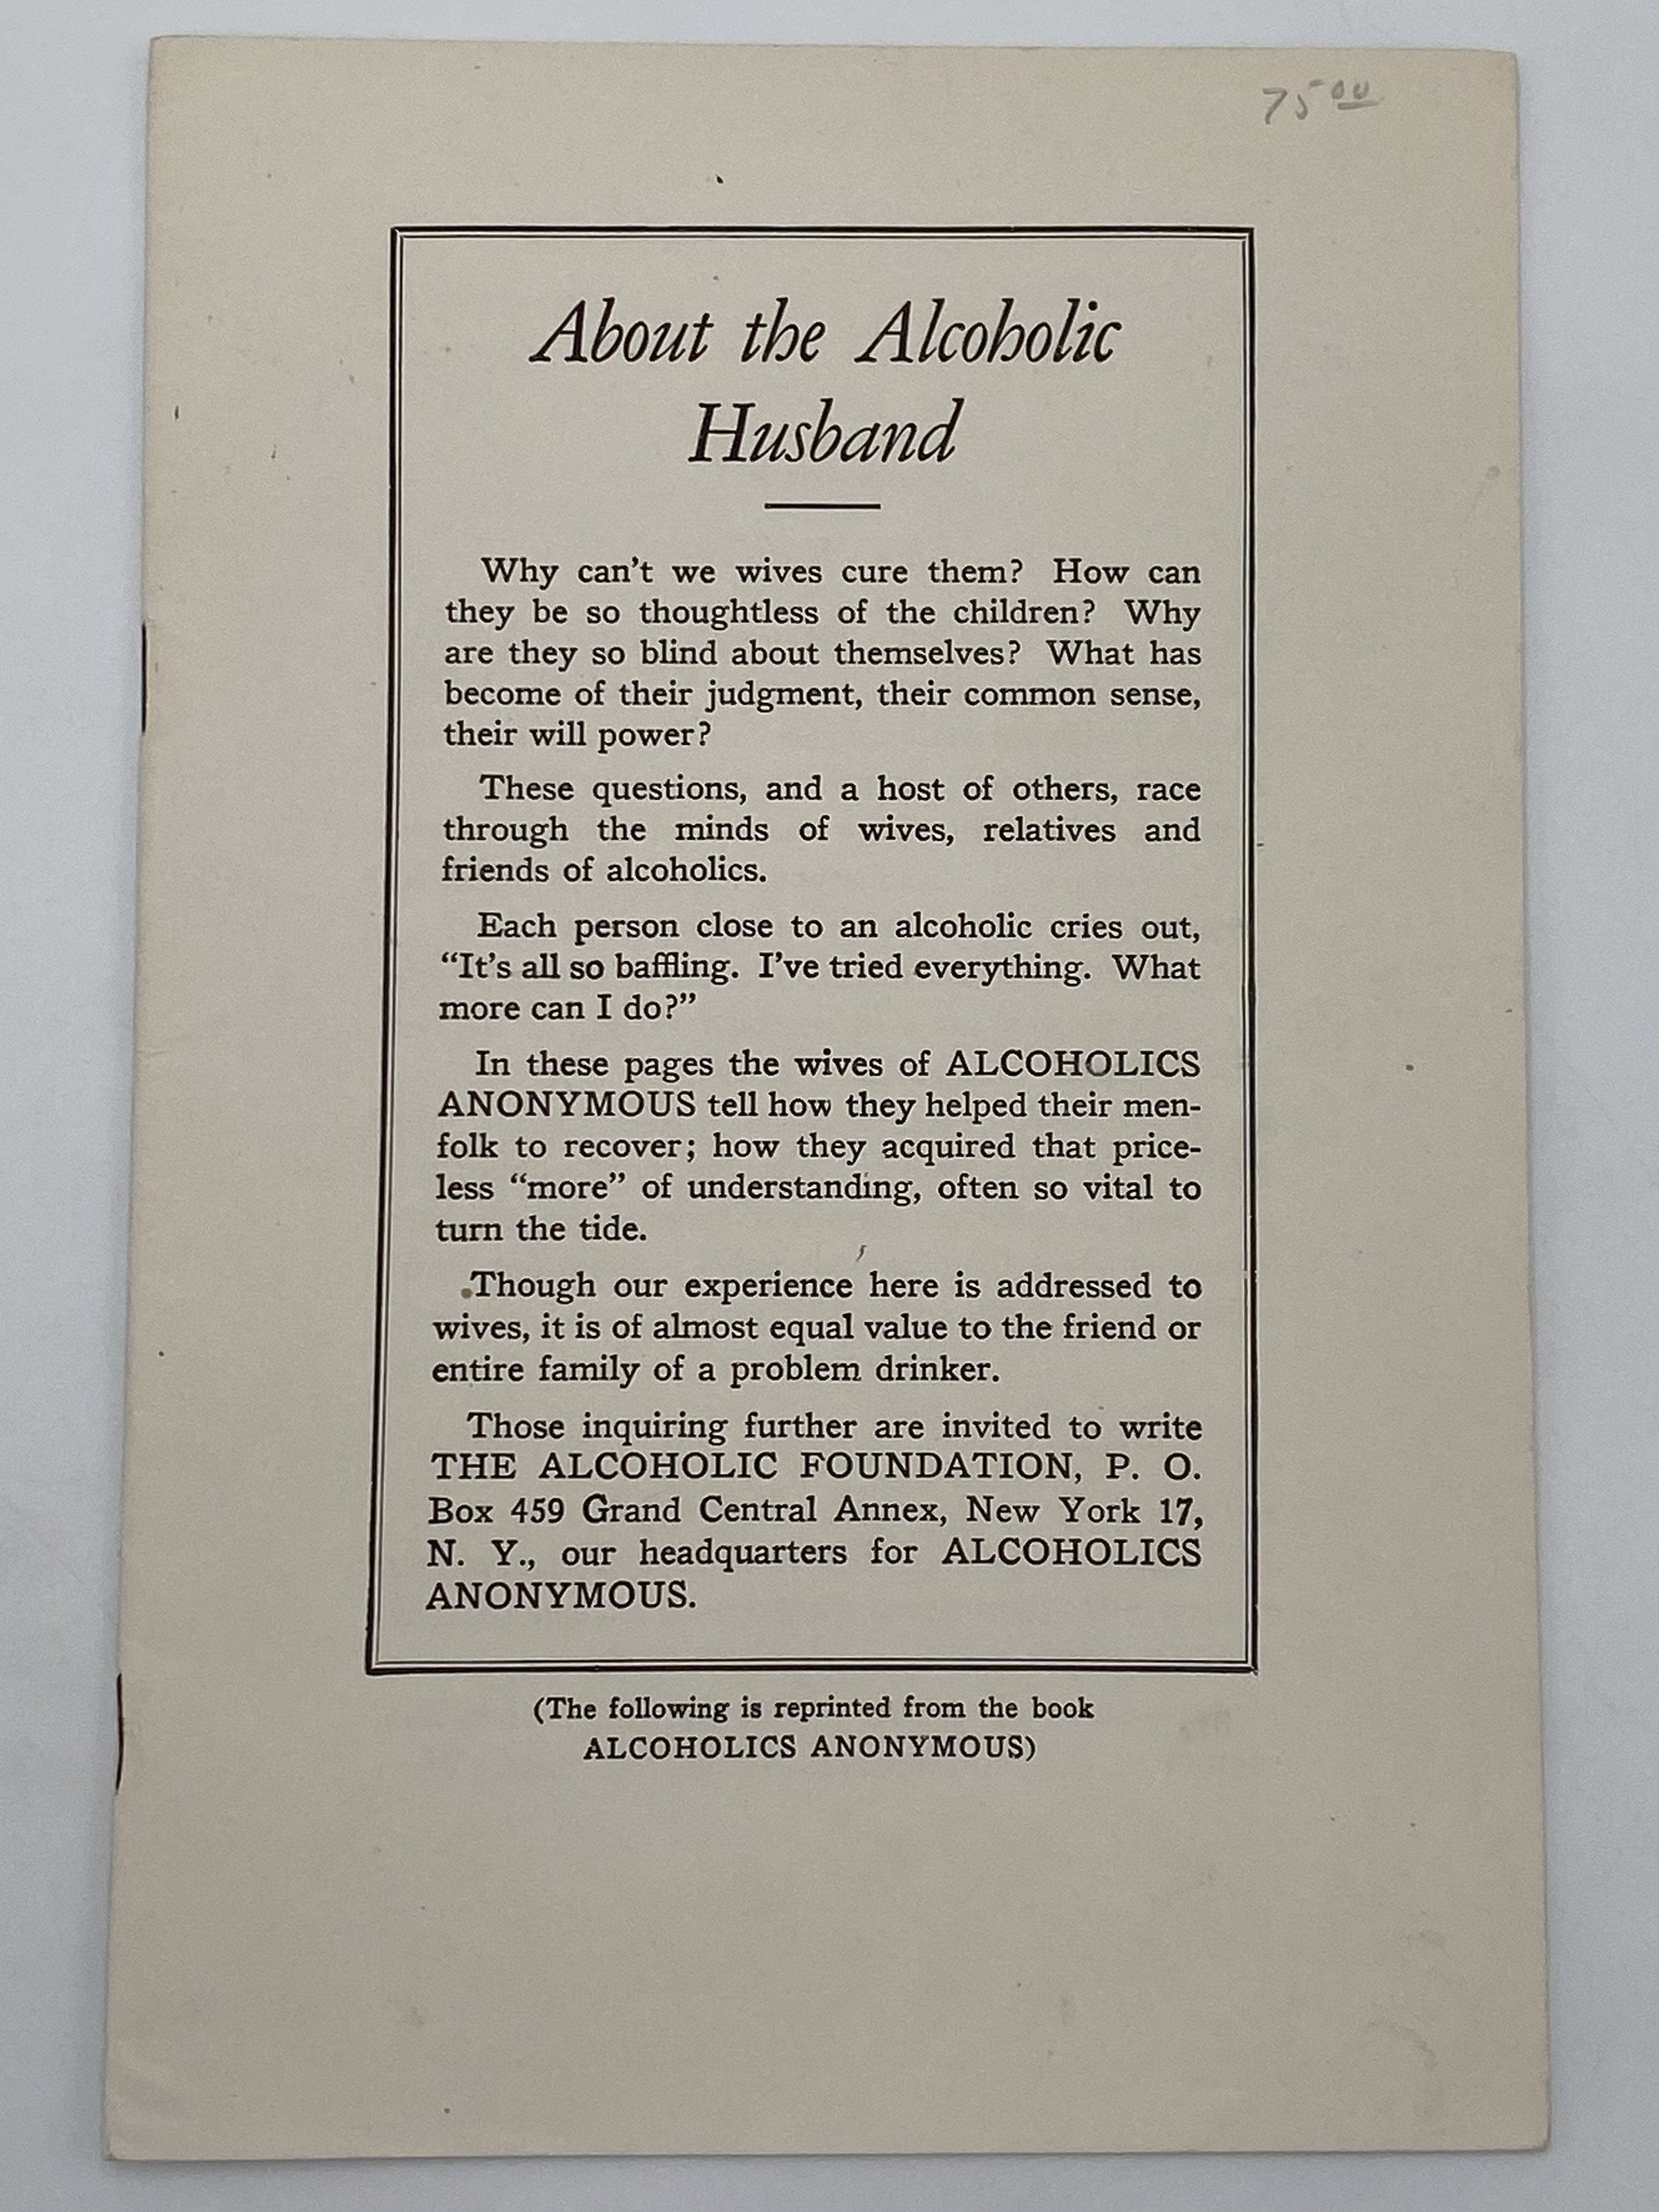 75 00
About the Alcoholic
Husband
Why can't we wives cure them? How can
they be so thoughtless of the children? Why
are they so blind about themselves? What has
become of their judgment, their common sense,
their will power?
These questions, and a host of others, race
through the minds of wives, relatives and
friends of alcoholics.
Each person close to an alcoholic cries out,
“It's all so baffling. I've tried everything. What
more can I do?”
In these pages the wives of ALCOHOLICS
ANONYMOUS tell how they helped their men-
folk to recover; how they acquired that price-
less “more” of understanding, often so vital to
turn the tide.
Though our experience here is addressed to
wives, it is of almost equal value to the friend or
entire family of a problem drinker.
Those inquiring further are invited to write
THE ALCOHOLIC FOUNDATION, P. O.
Box 459 Grand Central Annex, New York 17,
N. Y., our headquarters for ALCOHOLICS
ANONYMOUS.
(The following is reprinted from the book
ALCOHOLICS ANONYMOUS)